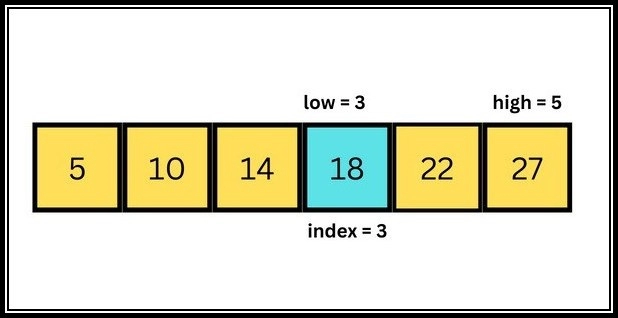 low = 3 high = 5
5 10 14 18 22 27
index = 3